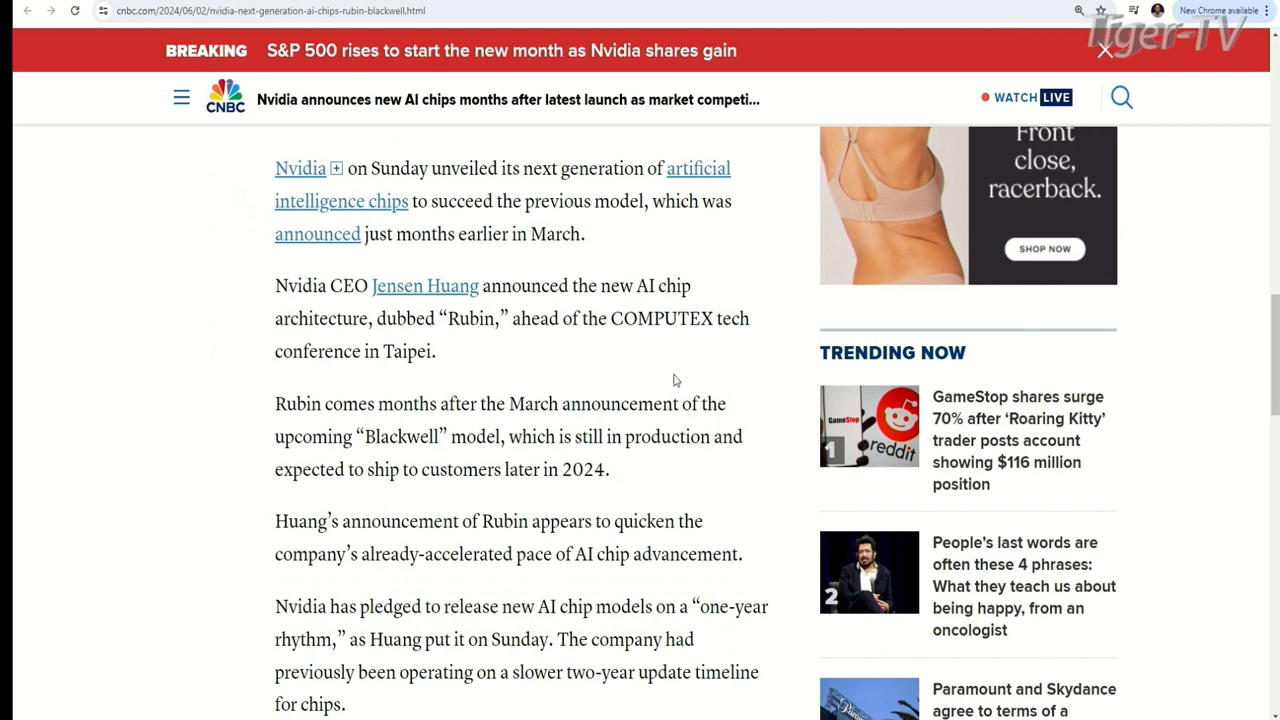 cnbc.com/2024/06/02/nvidia-next-generation-ai-chips-rubin-blackwell.html
New Chrome available
Tiger-TV
BREAKING S&P 500 rises to start the new month as Nvidia shares gain
CNBC
Nvidia announces new AI chips months after latest launch as market competi...
WATCH LIVE
Nvidia + on Sunday unveiled its next generation of artificial
intelligence chips to succeed the previous model, which was
announced just months earlier in March.
Nvidia CEO Jensen Huang announced the new AI chip
architecture, dubbed “Rubin,” ahead of the COMPUTEX tech
conference in Taipei.
Rubin comes months after the March announcement of the
upcoming “Blackwell” model, which is still in production and
expected to ship to customers later in 2024.
Huang’s announcement of Rubin appears to quicken the
company’s already-accelerated pace of AI chip advancement.
Nvidia has pledged to release new AI chip models on a “one-year
rhythm,” as Huang put it on Sunday. The company had
previously been operating on a slower two-year update timeline
for chips.
Front
close,
racerback.
SHOP NOW
TRENDING NOW
GameStop
reddit
1
GameStop shares surge
70% after ‘Roaring Kitty’
trader posts account
showing $116 million
position
2
People’s last words are
often these 4 phrases:
What they teach us about
being happy, from an
oncologist
Paramount and Skydance
agree to terms of a